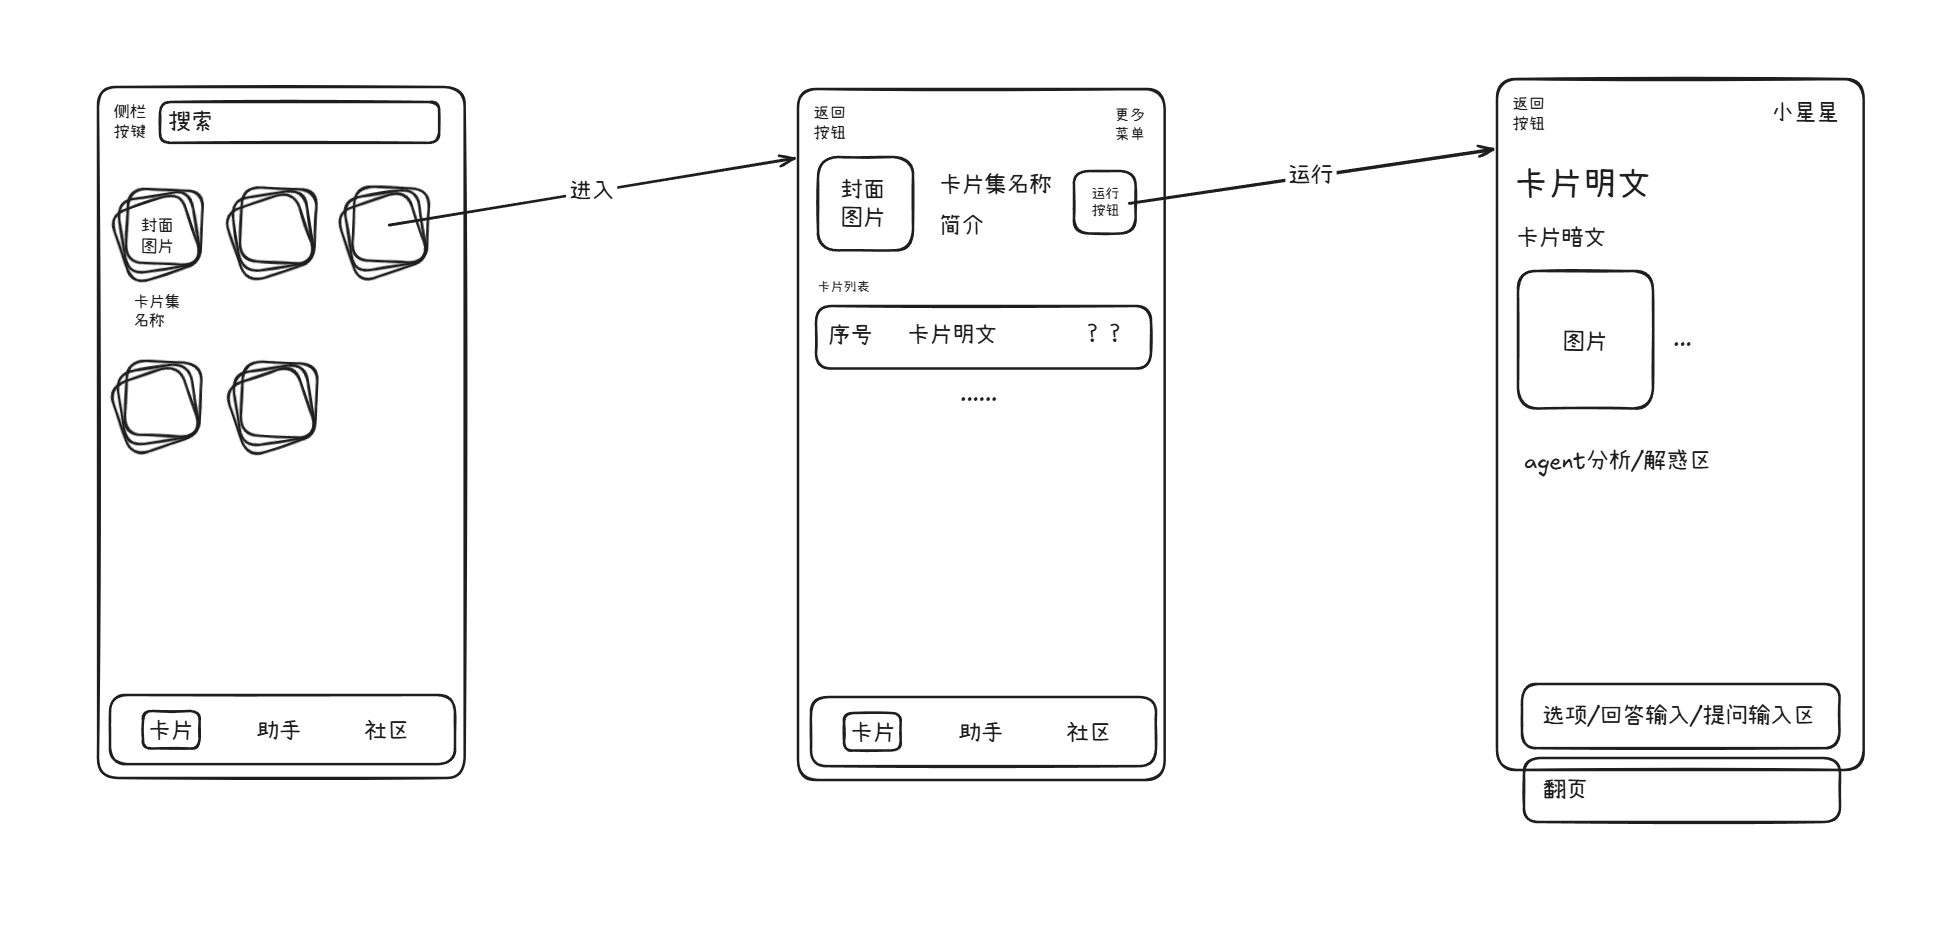 侧栏
按键
搜索
封面
图片
卡片集
名称
卡片
助手
社区
进入
返回
按钮
更多
菜单
封面
图片
卡片集名称
简介
运行
按钮
卡片列表
序号 卡片明文 ? ?
......
卡片
助手
社区
运行
返回
按钮
小星星
卡片明文
卡片暗文
图片
...
agent分析/解惑区
选项/回答输入/提问输入区
翻页